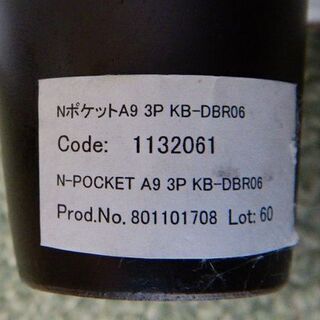 NポケットA9 3P KB-DBR06
Code: 1132061
N-POCKET A9 3P KB-DBR06
Prod.No. 801101708 Lot: 60